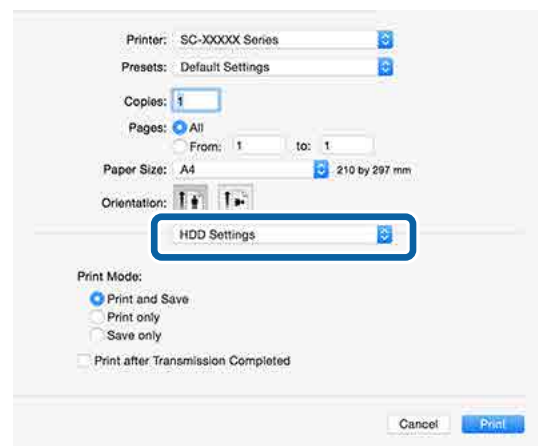 Printer: SC-XXXXX Series
Presets: Default Settings
Copies: 1
Pages: All
From: 1 to: 1
Paper Size: A4 210 by 297 mm
Orientation:
HDD Settings
Print Mode:
Print and Save
Print only
Save only
Print after Transmission Completed
Cancel Print